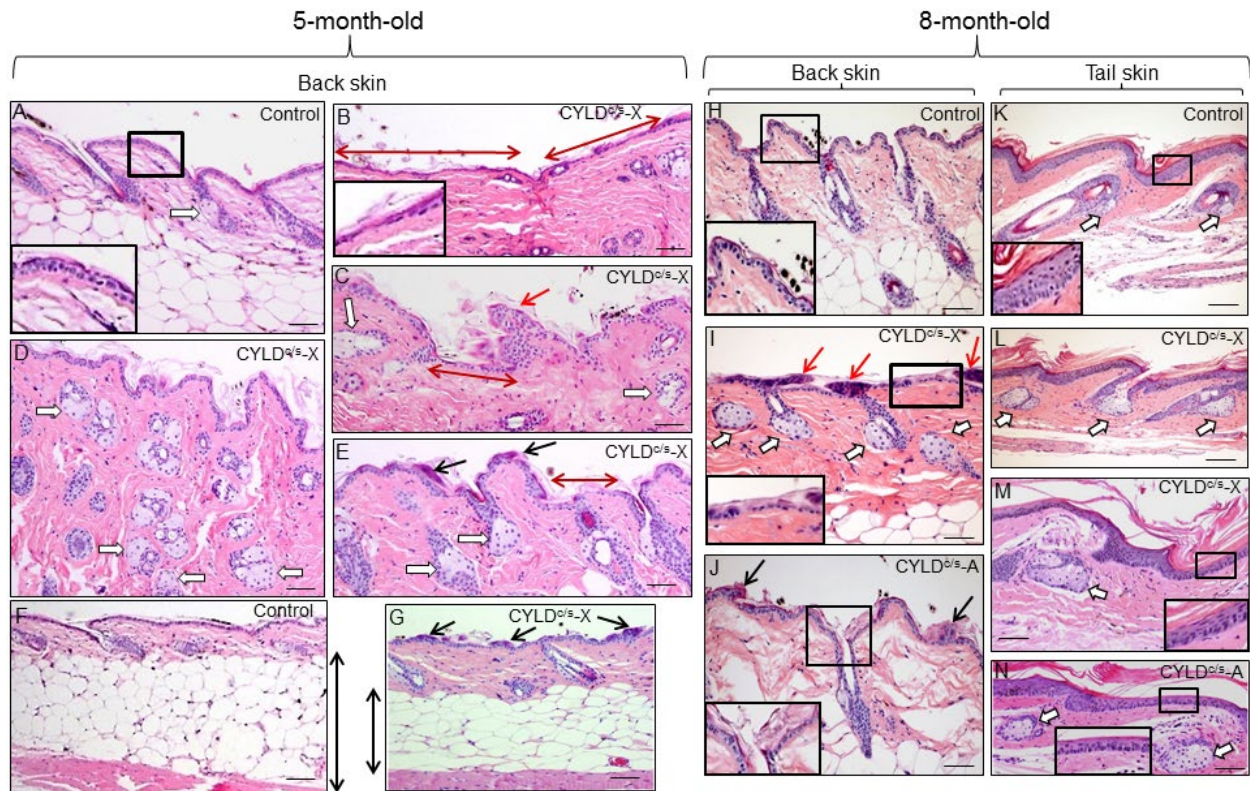 5-month-old
8-month-old
Back skin
Back skin
Tail skin
A
Control
B
CYLDc/s-X
C
CYLDc/s-X
D
CYLDc/s-X
E
CYLDc/s-X
F
Control
G
CYLDc/s-X
H
Control
I
CYLDc/s-X
J
CYLDc/s-A
K
Control
L
CYLDc/s-X
M
CYLDc/s-X
N
CYLDc/s-A